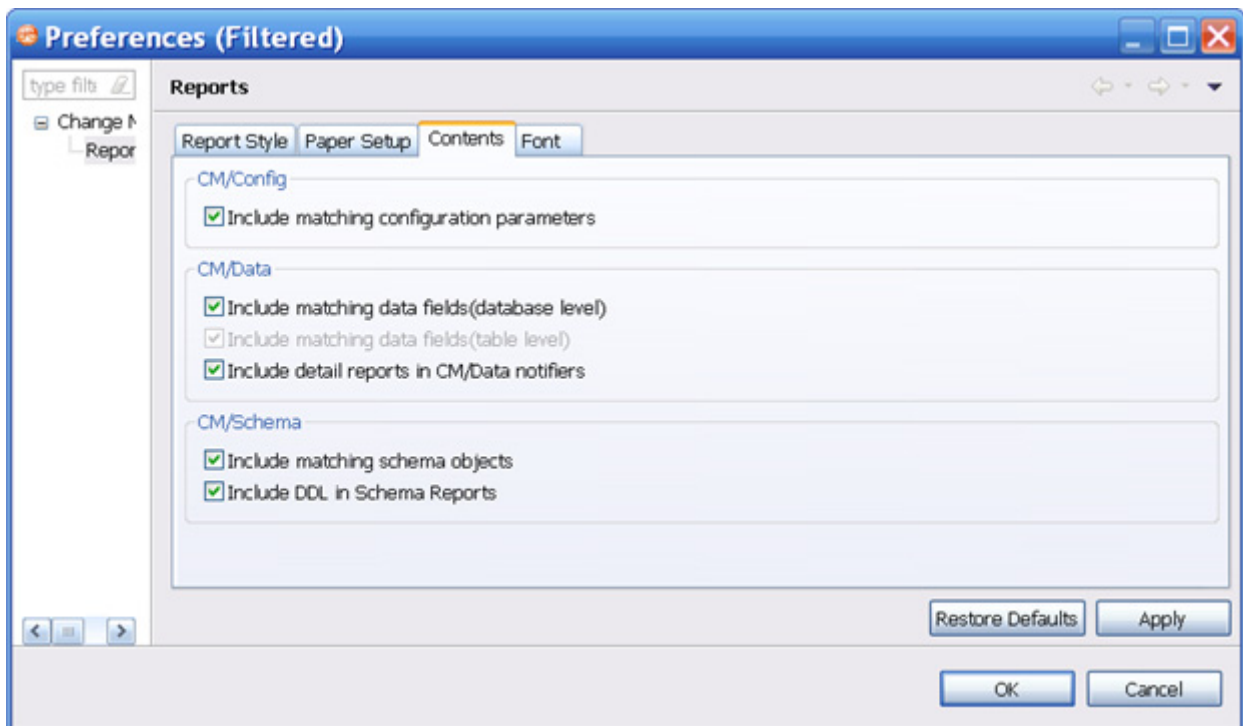 Preferences (Filtered)
type filt
Reports
Change M
Repor
Report Style Paper Setup Contents Font
CM/Config
Include matching configuration parameters
CM/Data
Include matching data fields(database level)
Include matching data fields(table level)
Include detail reports in CM/Data notifiers
CM/Schema
Include matching schema objects
Include DDL in Schema Reports
Restore Defaults Apply
OK Cancel